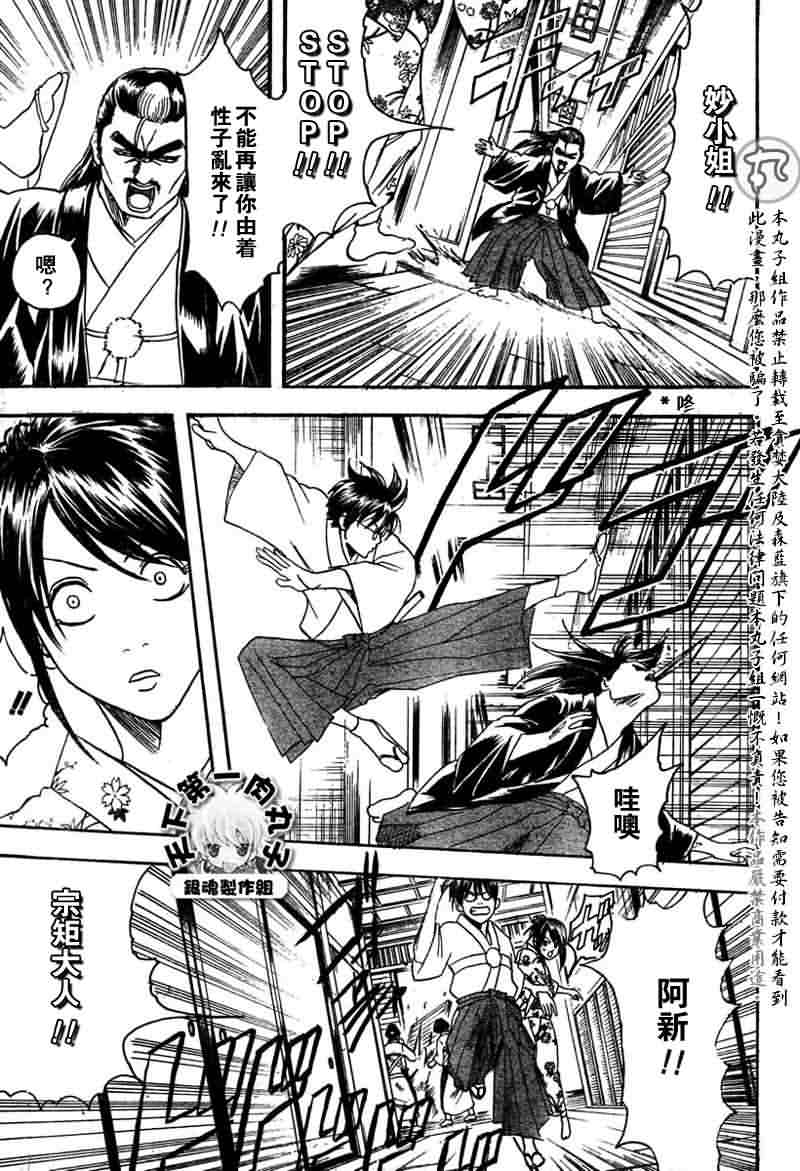 妙小姐!!
STOP
STOP!!
不能再讓你由着
性子亂來了!!
嗯?
*咚
哇噢
!!
阿新!!
宗矩大人!!
天下第一肉丸子
銀魂製作組
丸
本丸子組作品禁止轉載至貪婪大陸及森藍旗下的任何網站!如果您被告知需要付款才能看到
此漫畫!那麼您被騙了!若發生任何法律問題本丸子組一概不負責!本作品嚴禁商業用途